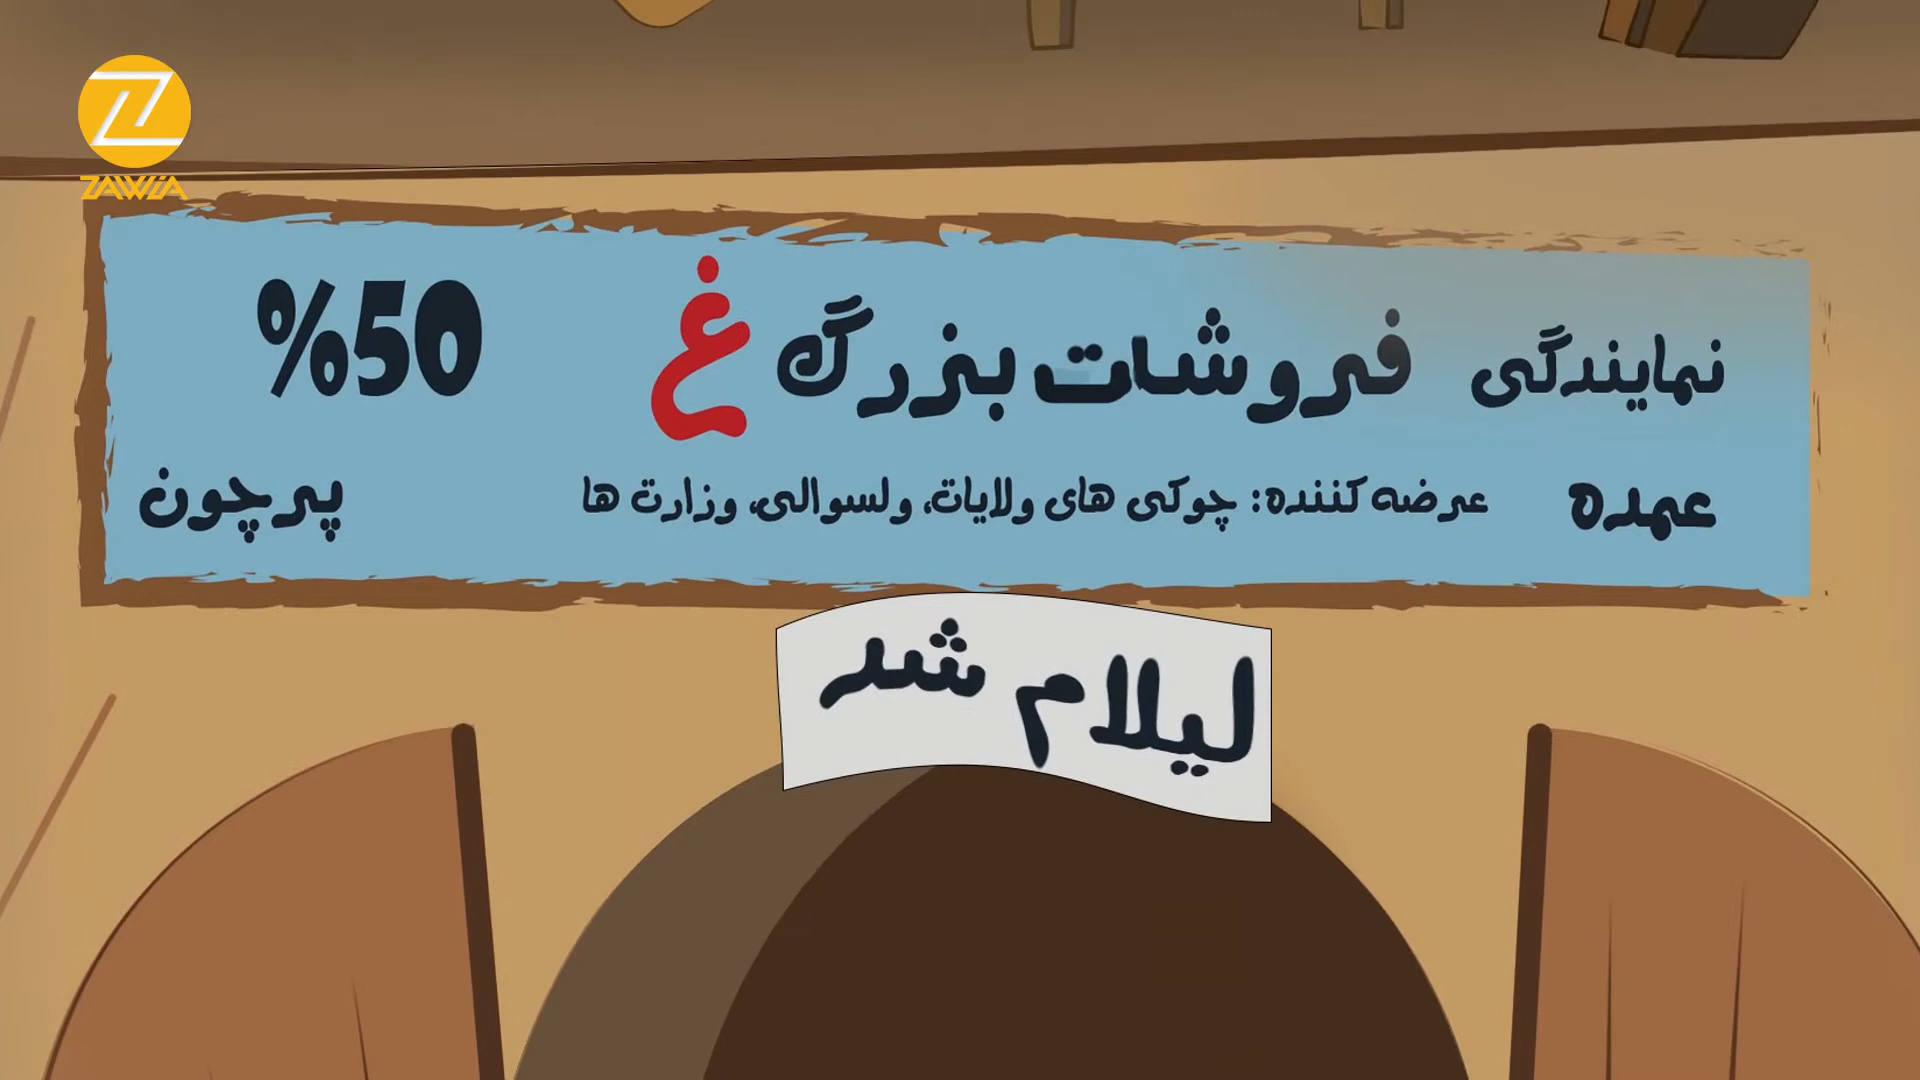 ZAWIA
نمایندگی فروشات بزرگ غ %50
عمده عرضه کننده: چوکی های ولایات، ولسوالی، وزارت ها پرچون
لیلام شد